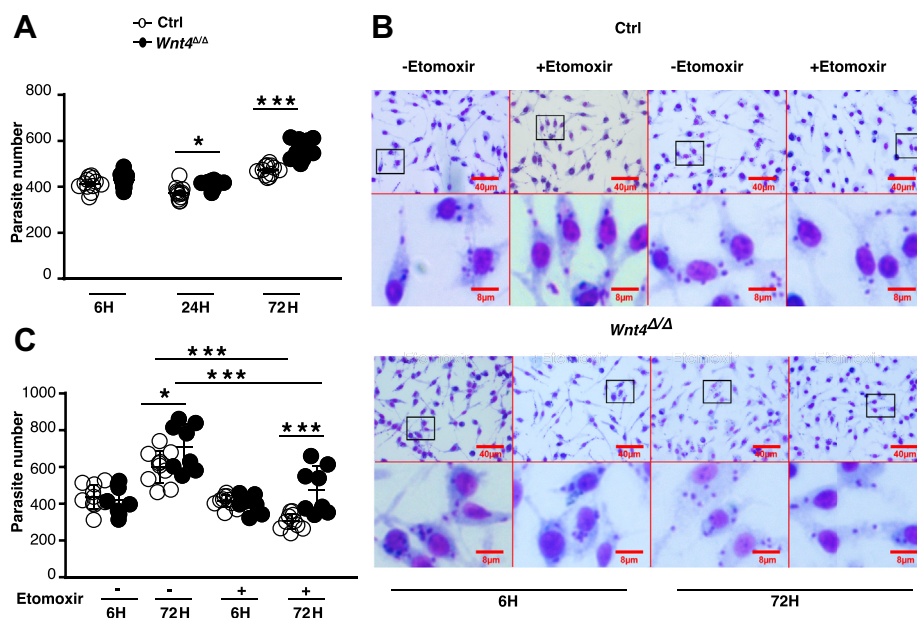 A
Ctrl
Wnt4Δ/Δ
Parasite number
800
600
400
200
0
*
***
6H
24H
72H
B
Ctrl
-Etomoxir
+Etomoxir
-Etomoxir
+Etomoxir
40µm
40µm
40µm
40µm
8µm
8µm
8µm
8µm
Wnt4Δ/Δ
40µm
40µm
40µm
40µm
8µm
8µm
8µm
8µm
6H
72H
C
Parasite number
1000
800
600
400
200
0
***
***
*
***
Etomoxir
- - + +
6H 72H 6H 72H